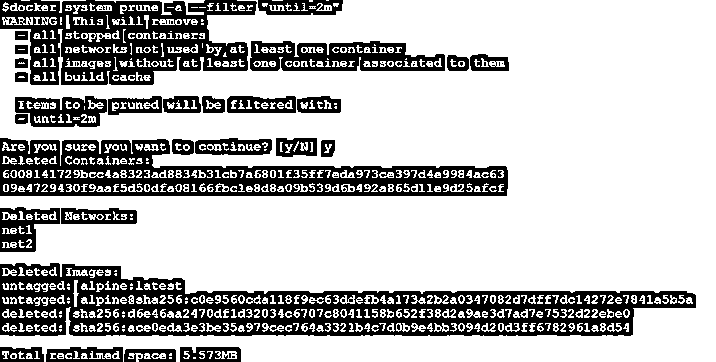 $docker system prune -a --filter "until=2m"
WARNING! This will remove:
- all stopped containers
- all networks not used by at least one container
- all images without at least one container associated to them
- all build cache
Items to be pruned will be filtered with:
- until=2m
Are you sure you want to continue? [y/N] y
Deleted Containers:
6008141729bcc4a8323ad8834b31cb7a6801f35ff7eda973ce397d4e9984ac63
09e4729430f9aaf5d50dfa08166fbc1e8d8a09b539d6b492a865d11e9d25afcf
Deleted Networks:
net1
net2
Deleted Images:
untagged: alpine:latest
untagged: alpine@sha256:c0e9560cda118f9ec63ddefb4a173a2b2a0347082d7dff7dc14272e7841a5b5a
deleted: sha256:d6e46aa2470df1d32034c6707c8041158b652f38d2a9ae3d7ad7e7532d22ebe0
deleted: sha256:ace0eda3e3be35a979cec764a3321b4c7d0b9e4bb3094d20d3ff6782961a8d54
Total reclaimed space: 5.573MB